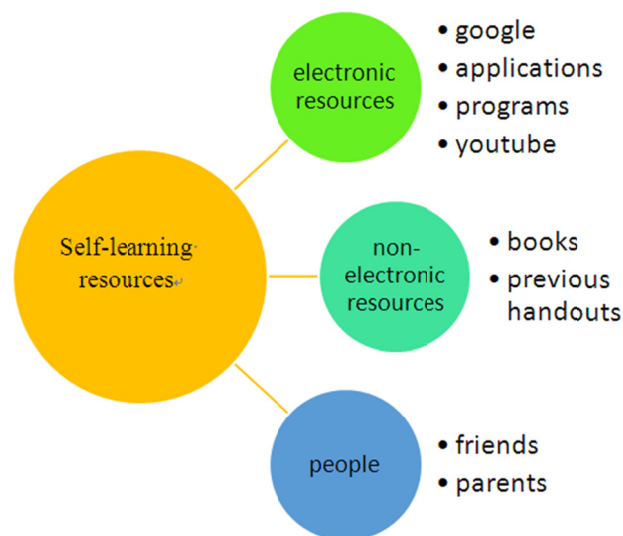 electronic
resources
• google
• applications
• programs
• youtube
Self-learning
resources
non-
electronic
resources
• books
• previous
handouts
people
• friends
• parents